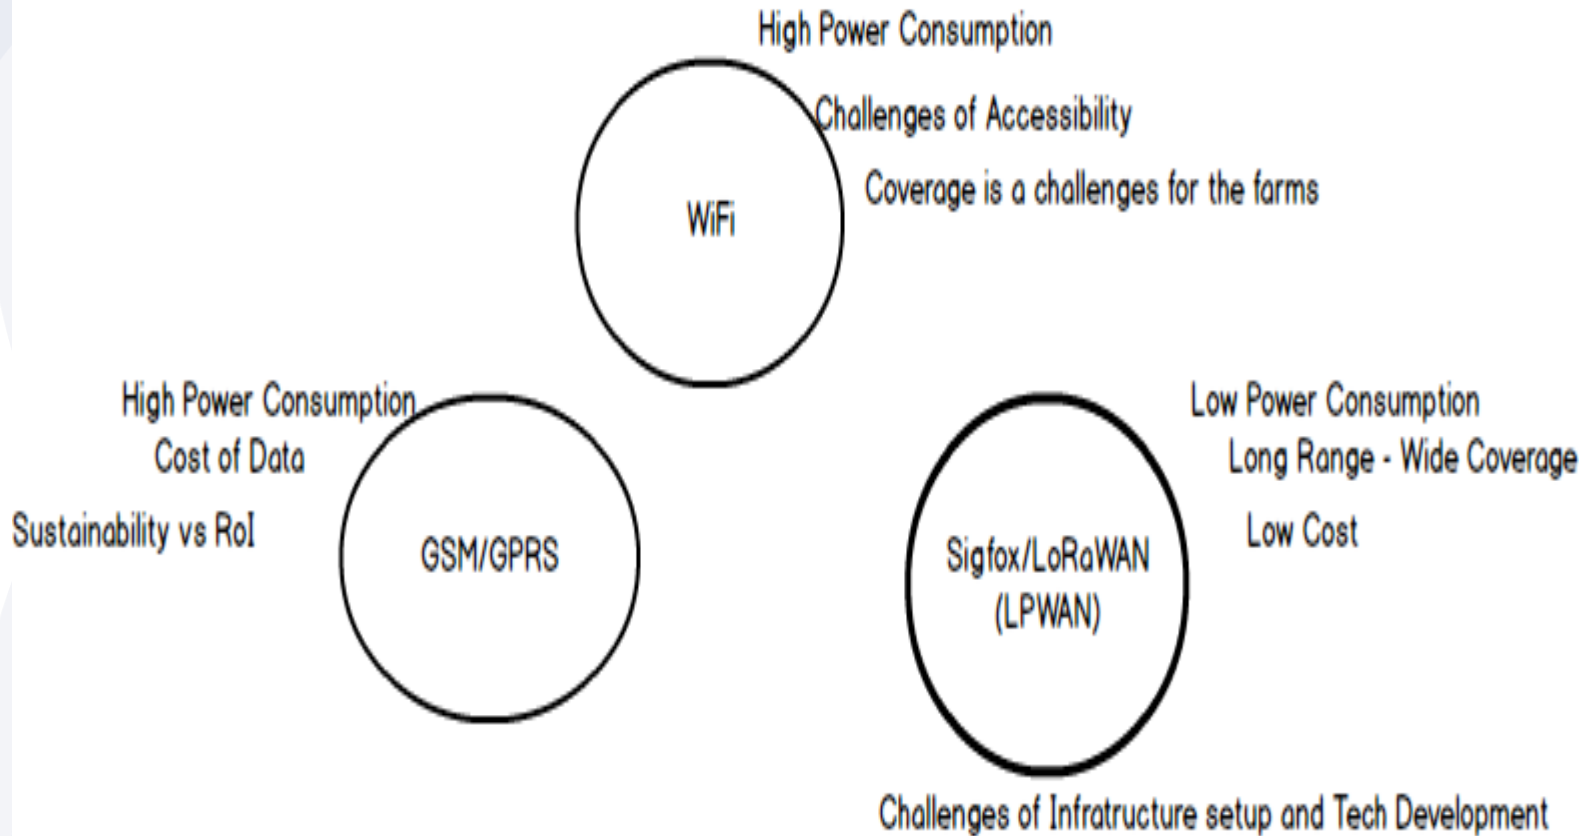 High Power Consumption
Challenges of Accessibility
Coverage is a challenges for the farms
WiFi
High Power Consumption
Cost of Data
Sustainability vs RoI
GSM/GPRS
Low Power Consumption
Long Range - Wide Coverage
Low Cost
Sigfox/LoRaWAN
(LPWAN)
Challenges of Infratructure setup and Tech Development